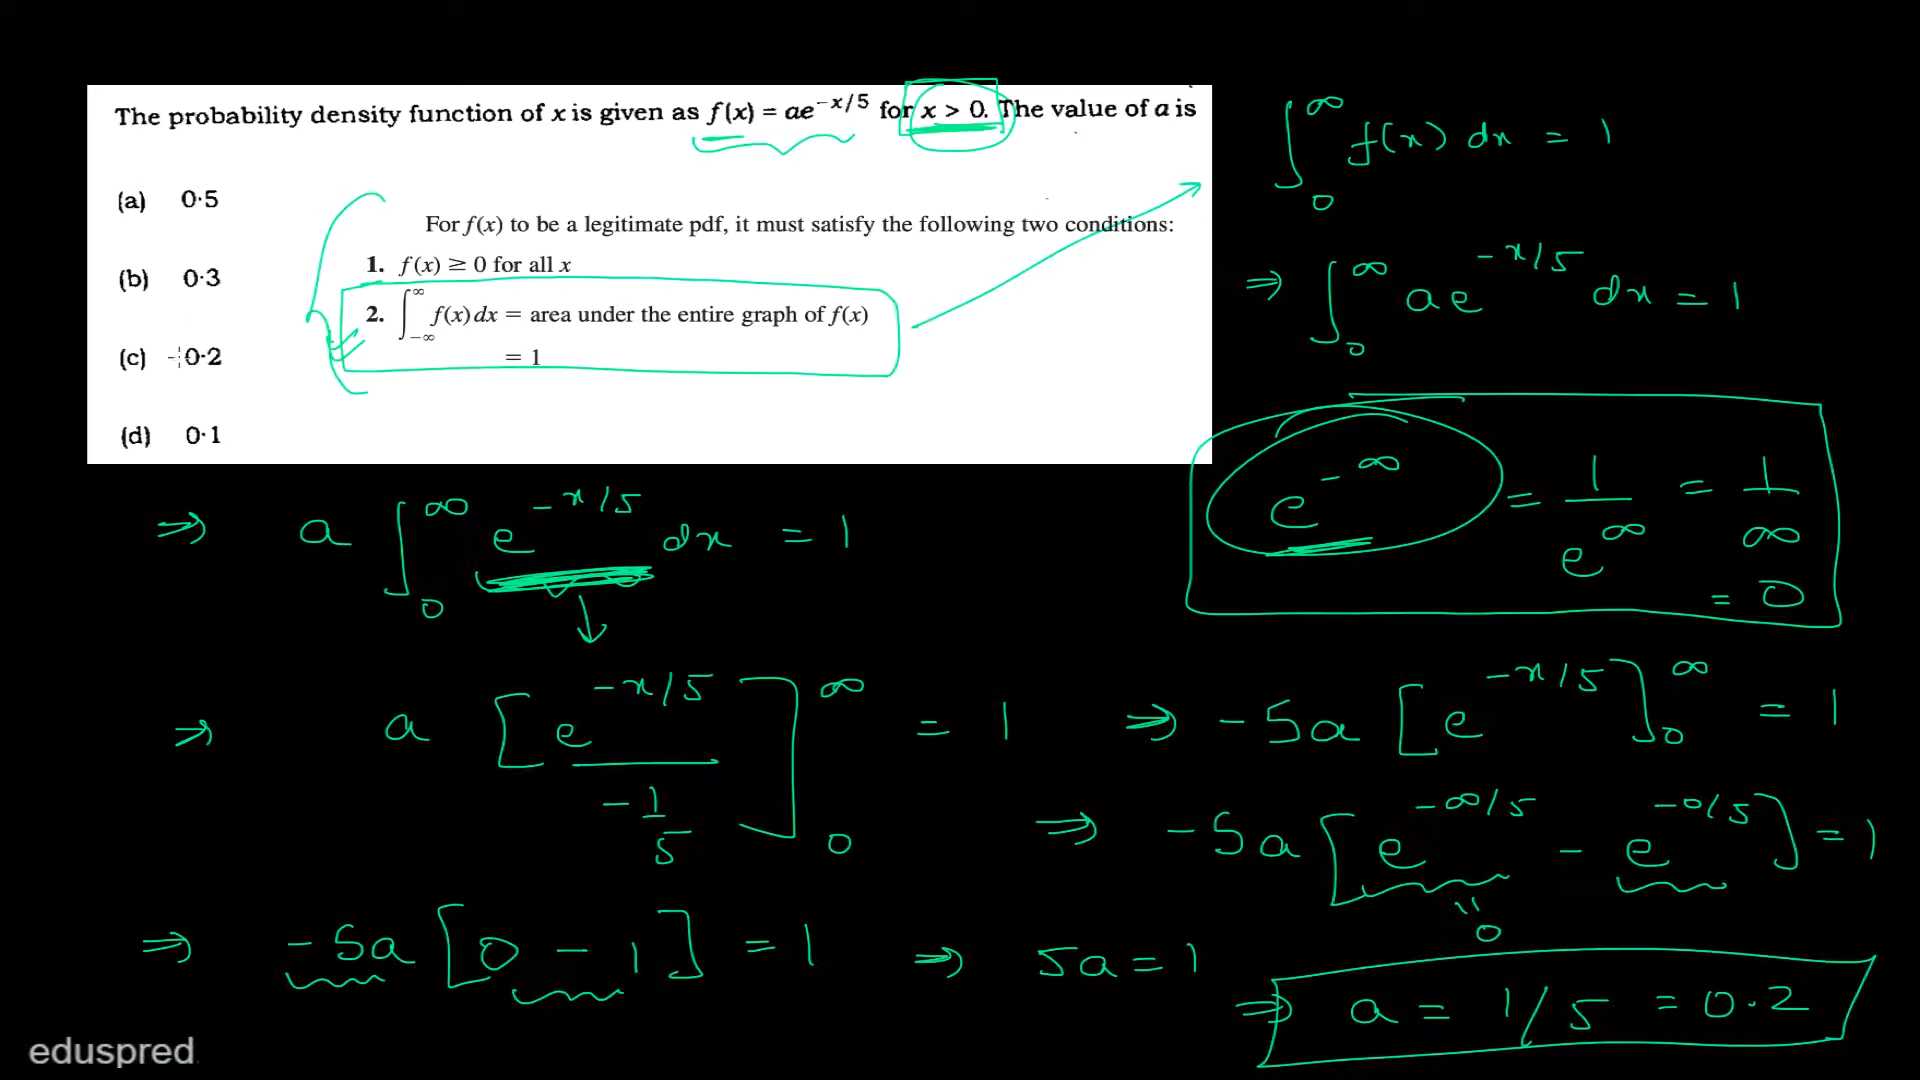 The probability density function of x is given as f(x) = ae^{-x/5} for x > 0. The value of a is
(a) 0·5
(b) 0·3
(c) 0·2
(d) 0·1
For f(x) to be a legitimate pdf, it must satisfy the following two conditions:
1. f(x) ≥ 0 for all x
2. ∫_{-∞}^{∞} f(x) dx = area under the entire graph of f(x)
= 1
∫_0^∞ f(x) dx = 1
⇒ ∫_0^∞ ae^{-x/5} dx = 1
e^{-∞} = 1/e^∞ = 1/∞
= 0
⇒ a ∫_0^∞ e^{-x/5} dx = 1
⇒ a [e^{-x/5} / -1/5]_0^∞ = 1
⇒ -5a [e^{-x/5}]_0^∞ = 1
⇒ -5a [e^{-∞/5} - e^{-0/5}] = 1
"
0
⇒ -5a [0 - 1] = 1
⇒ 5a = 1
⇒ a = 1/5 = 0.2
eduspred